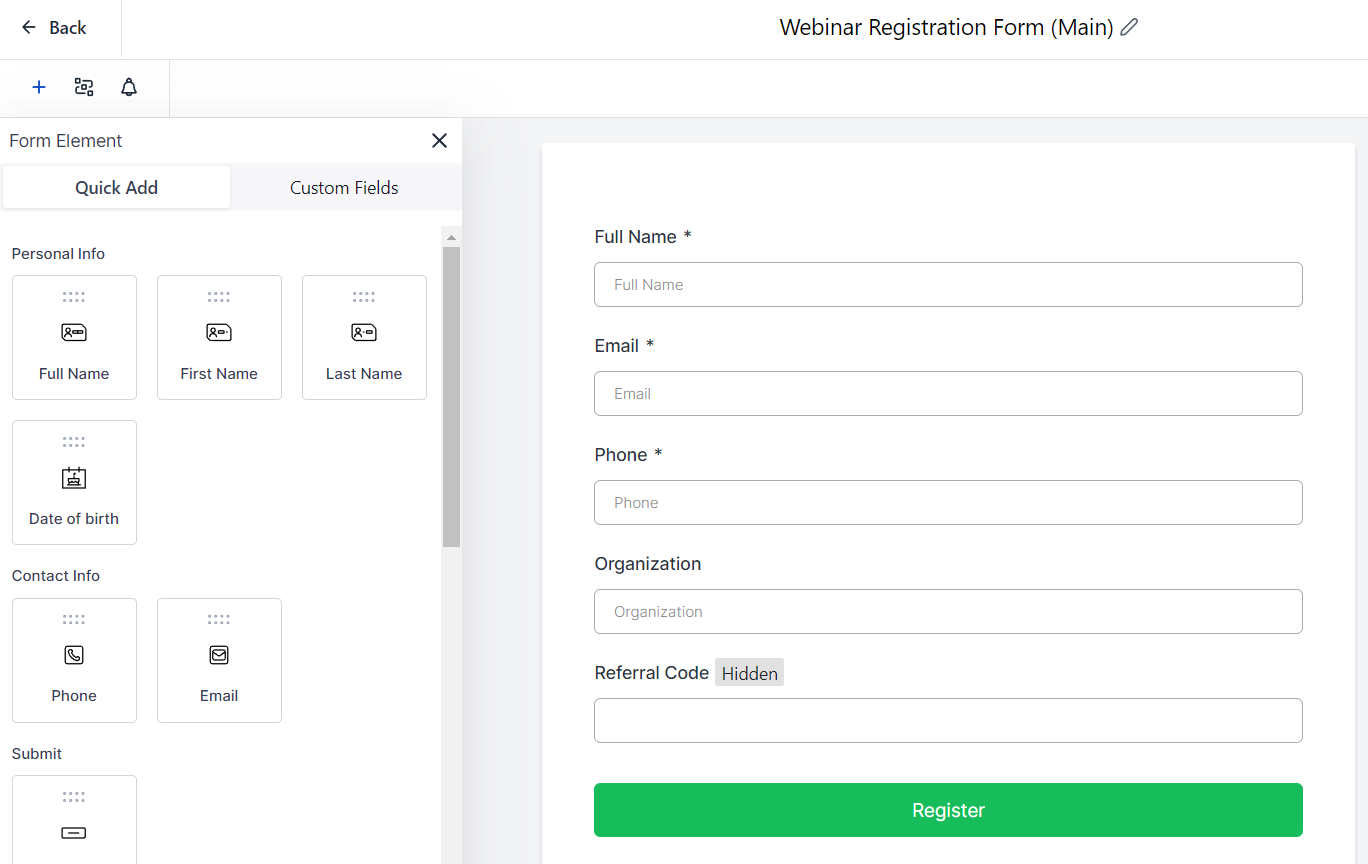 Back
Webinar Registration Form (Main)
Form Element
Quick Add
Custom Fields
Personal Info
Full Name
First Name
Last Name
Date of birth
Contact Info
Phone
Email
Submit
Full Name *
Full Name
Email *
Email
Phone *
Phone
Organization
Organization
Referral Code Hidden
Register